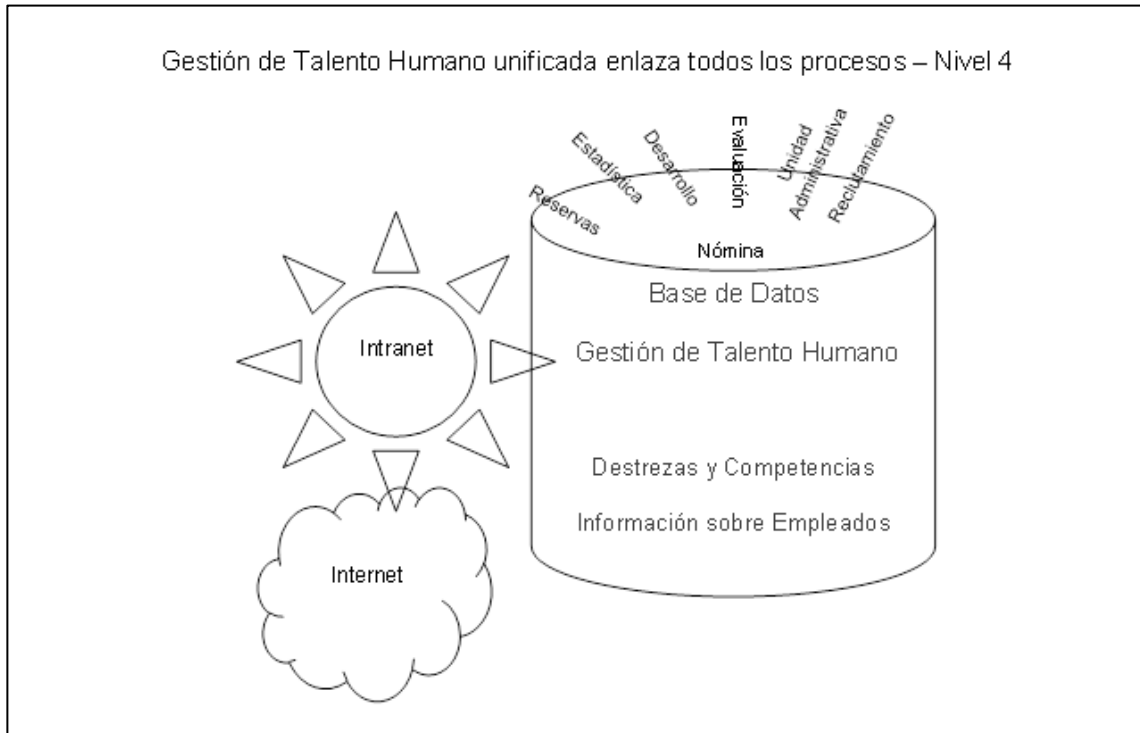 Gestión de Talento Humano unificada enlaza todos los procesos – Nivel 4
Reservas
Estadística
Desarrollo
Evaluación
Unidad
Administrativa
Reclutamiento
Nómina
Base de Datos
Gestión de Talento Humano
Destrezas y Competencias
Información sobre Empleados
Intranet
Internet